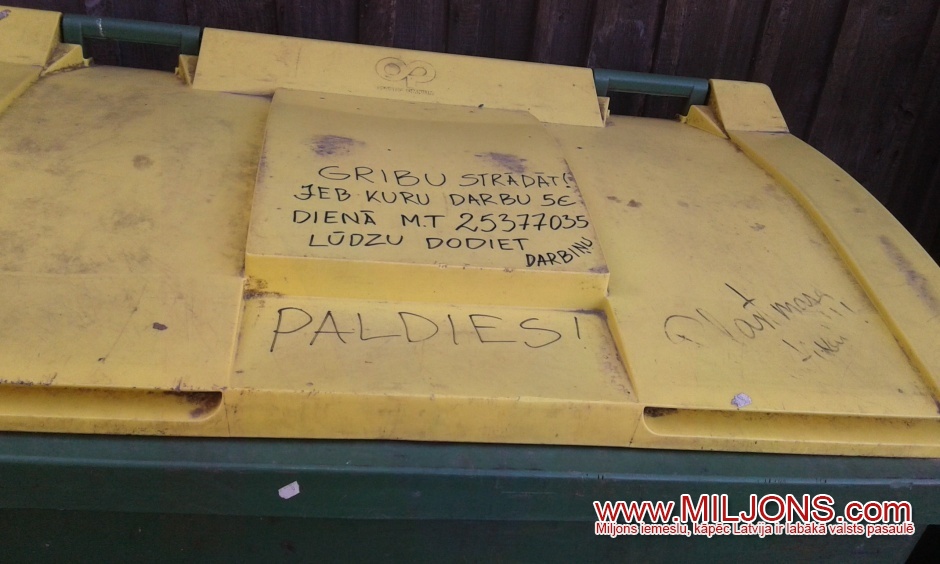 GRIBU STRĀDĀT!
JEB KURU DARBU 5€
DIENĀ M.T 25377035
LŪDZU DODIET DARBIŅU
PALDIES!
www.MILJONS.com
Miljons iemeslu, kāpēc Latvija ir labākā valsts pasaulē